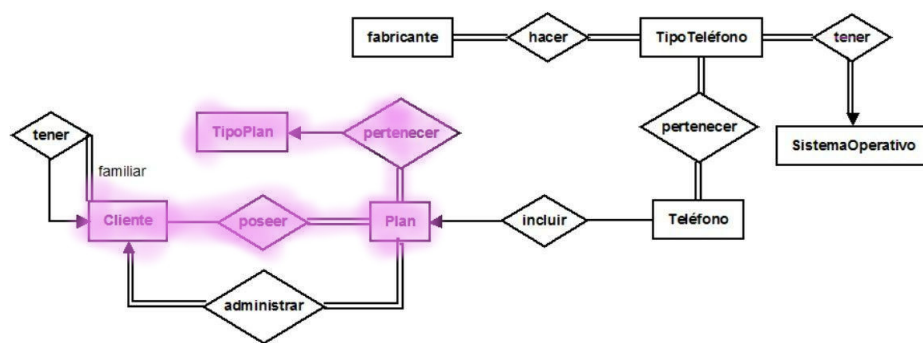 fabricante
hacer
TipoTeléfono
tener
tener
TipoPlan
pertenecer
pertenecer
SistemaOperativo
familiar
Cliente
poseer
Plan
incluir
Teléfono
administrar